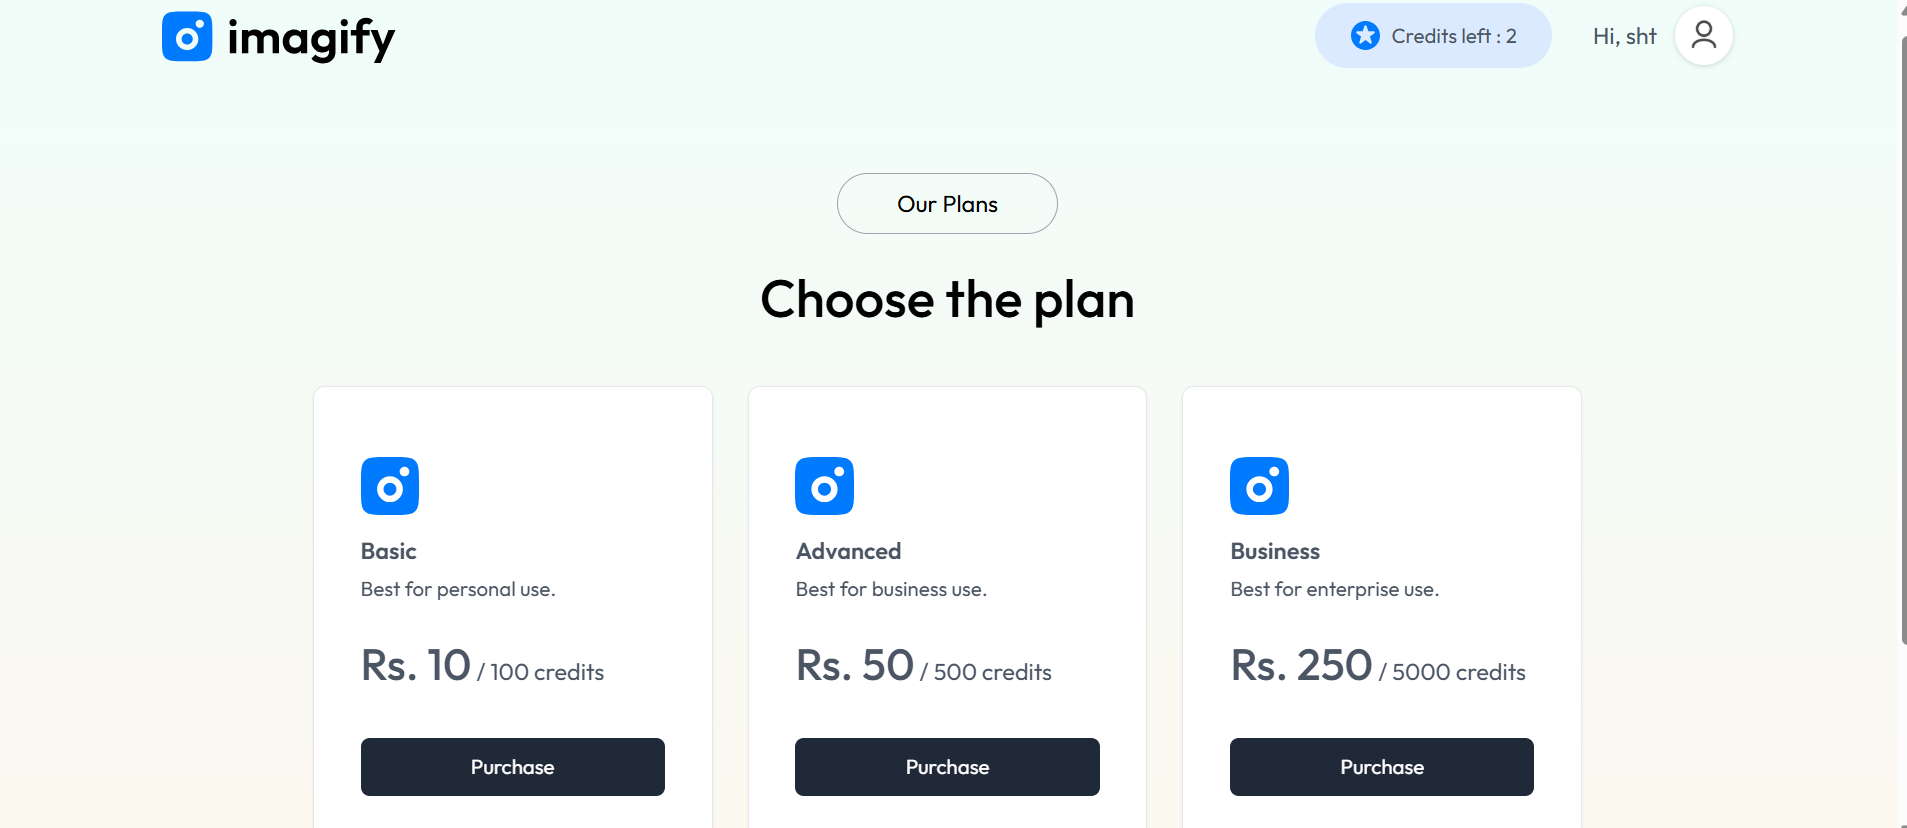 imagify
Credits left : 2
Hi, sht
Our Plans
Choose the plan
Basic
Best for personal use.
Rs. 10 / 100 credits
Purchase
Advanced
Best for business use.
Rs. 50 / 500 credits
Purchase
Business
Best for enterprise use.
Rs. 250 / 5000 credits
Purchase